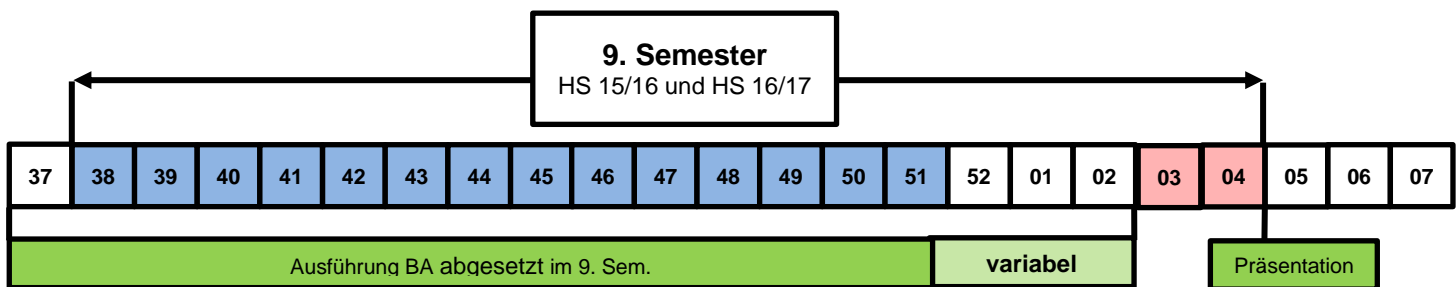 9. Semester
HS 15/16 und HS 16/17
37 38 39 40 41 42 43 44 45 46 47 48 49 50 51 52 01 02 03 04 05 06 07
Ausführung BA abgesetzt im 9. Sem. variabel Präsentation